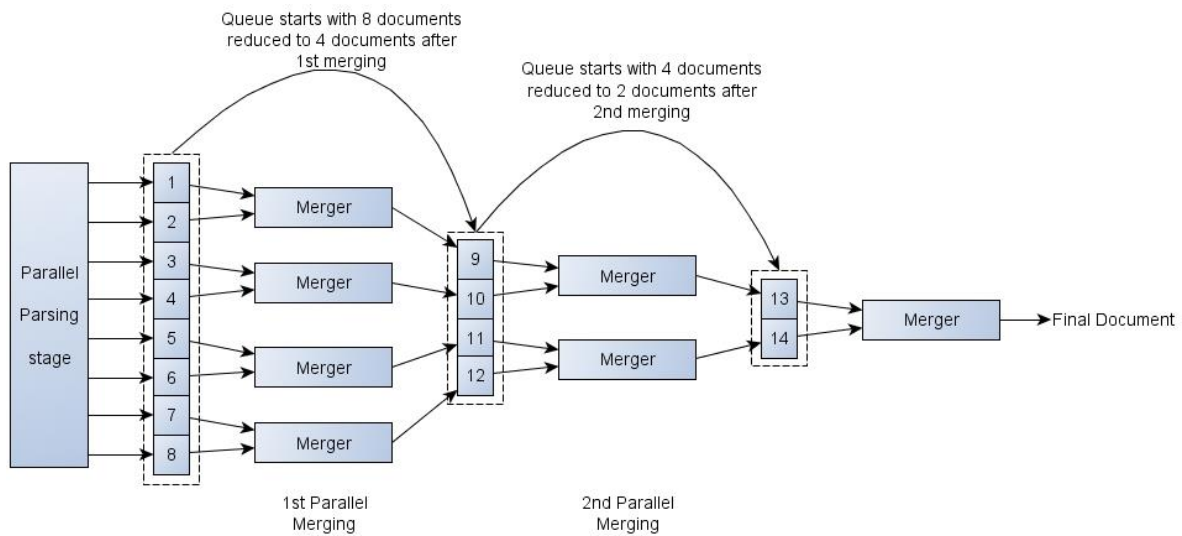 Queue starts with 8 documents
reduced to 4 documents after
1st merging
Queue starts with 4 documents
reduced to 2 documents after
2nd merging
Parallel
Parsing
stage
1
2
3
4
5
6
7
8
Merger
Merger
Merger
Merger
9
10
11
12
Merger
Merger
13
14
Merger
Final Document
1st Parallel
Merging
2nd Parallel
Merging